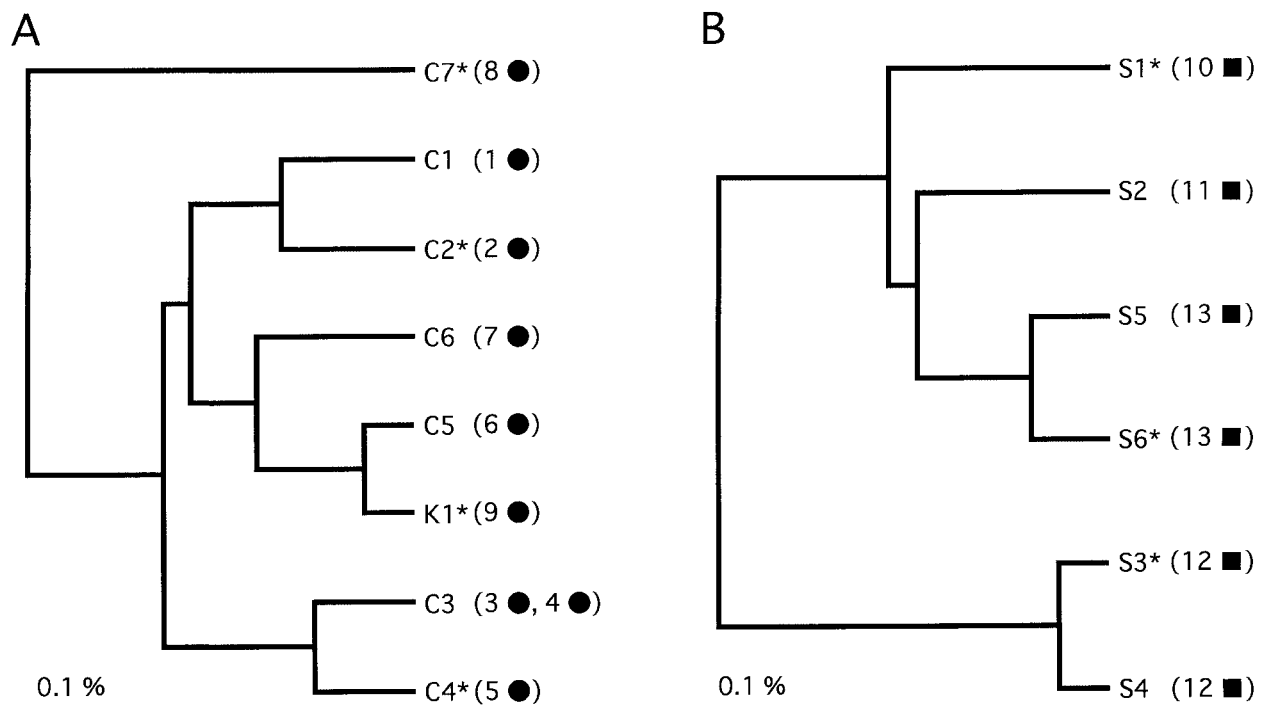 A
C7* (8 ●)
C1 (1 ●)
C2* (2 ●)
C6 (7 ●)
C5 (6 ●)
K1* (9 ●)
C3 (3 ●, 4 ●)
C4* (5 ●)
0.1 %
B
S1* (10 ■)
S2 (11 ■)
S5 (13 ■)
S6* (13 ■)
S3* (12 ■)
S4 (12 ■)
0.1 %